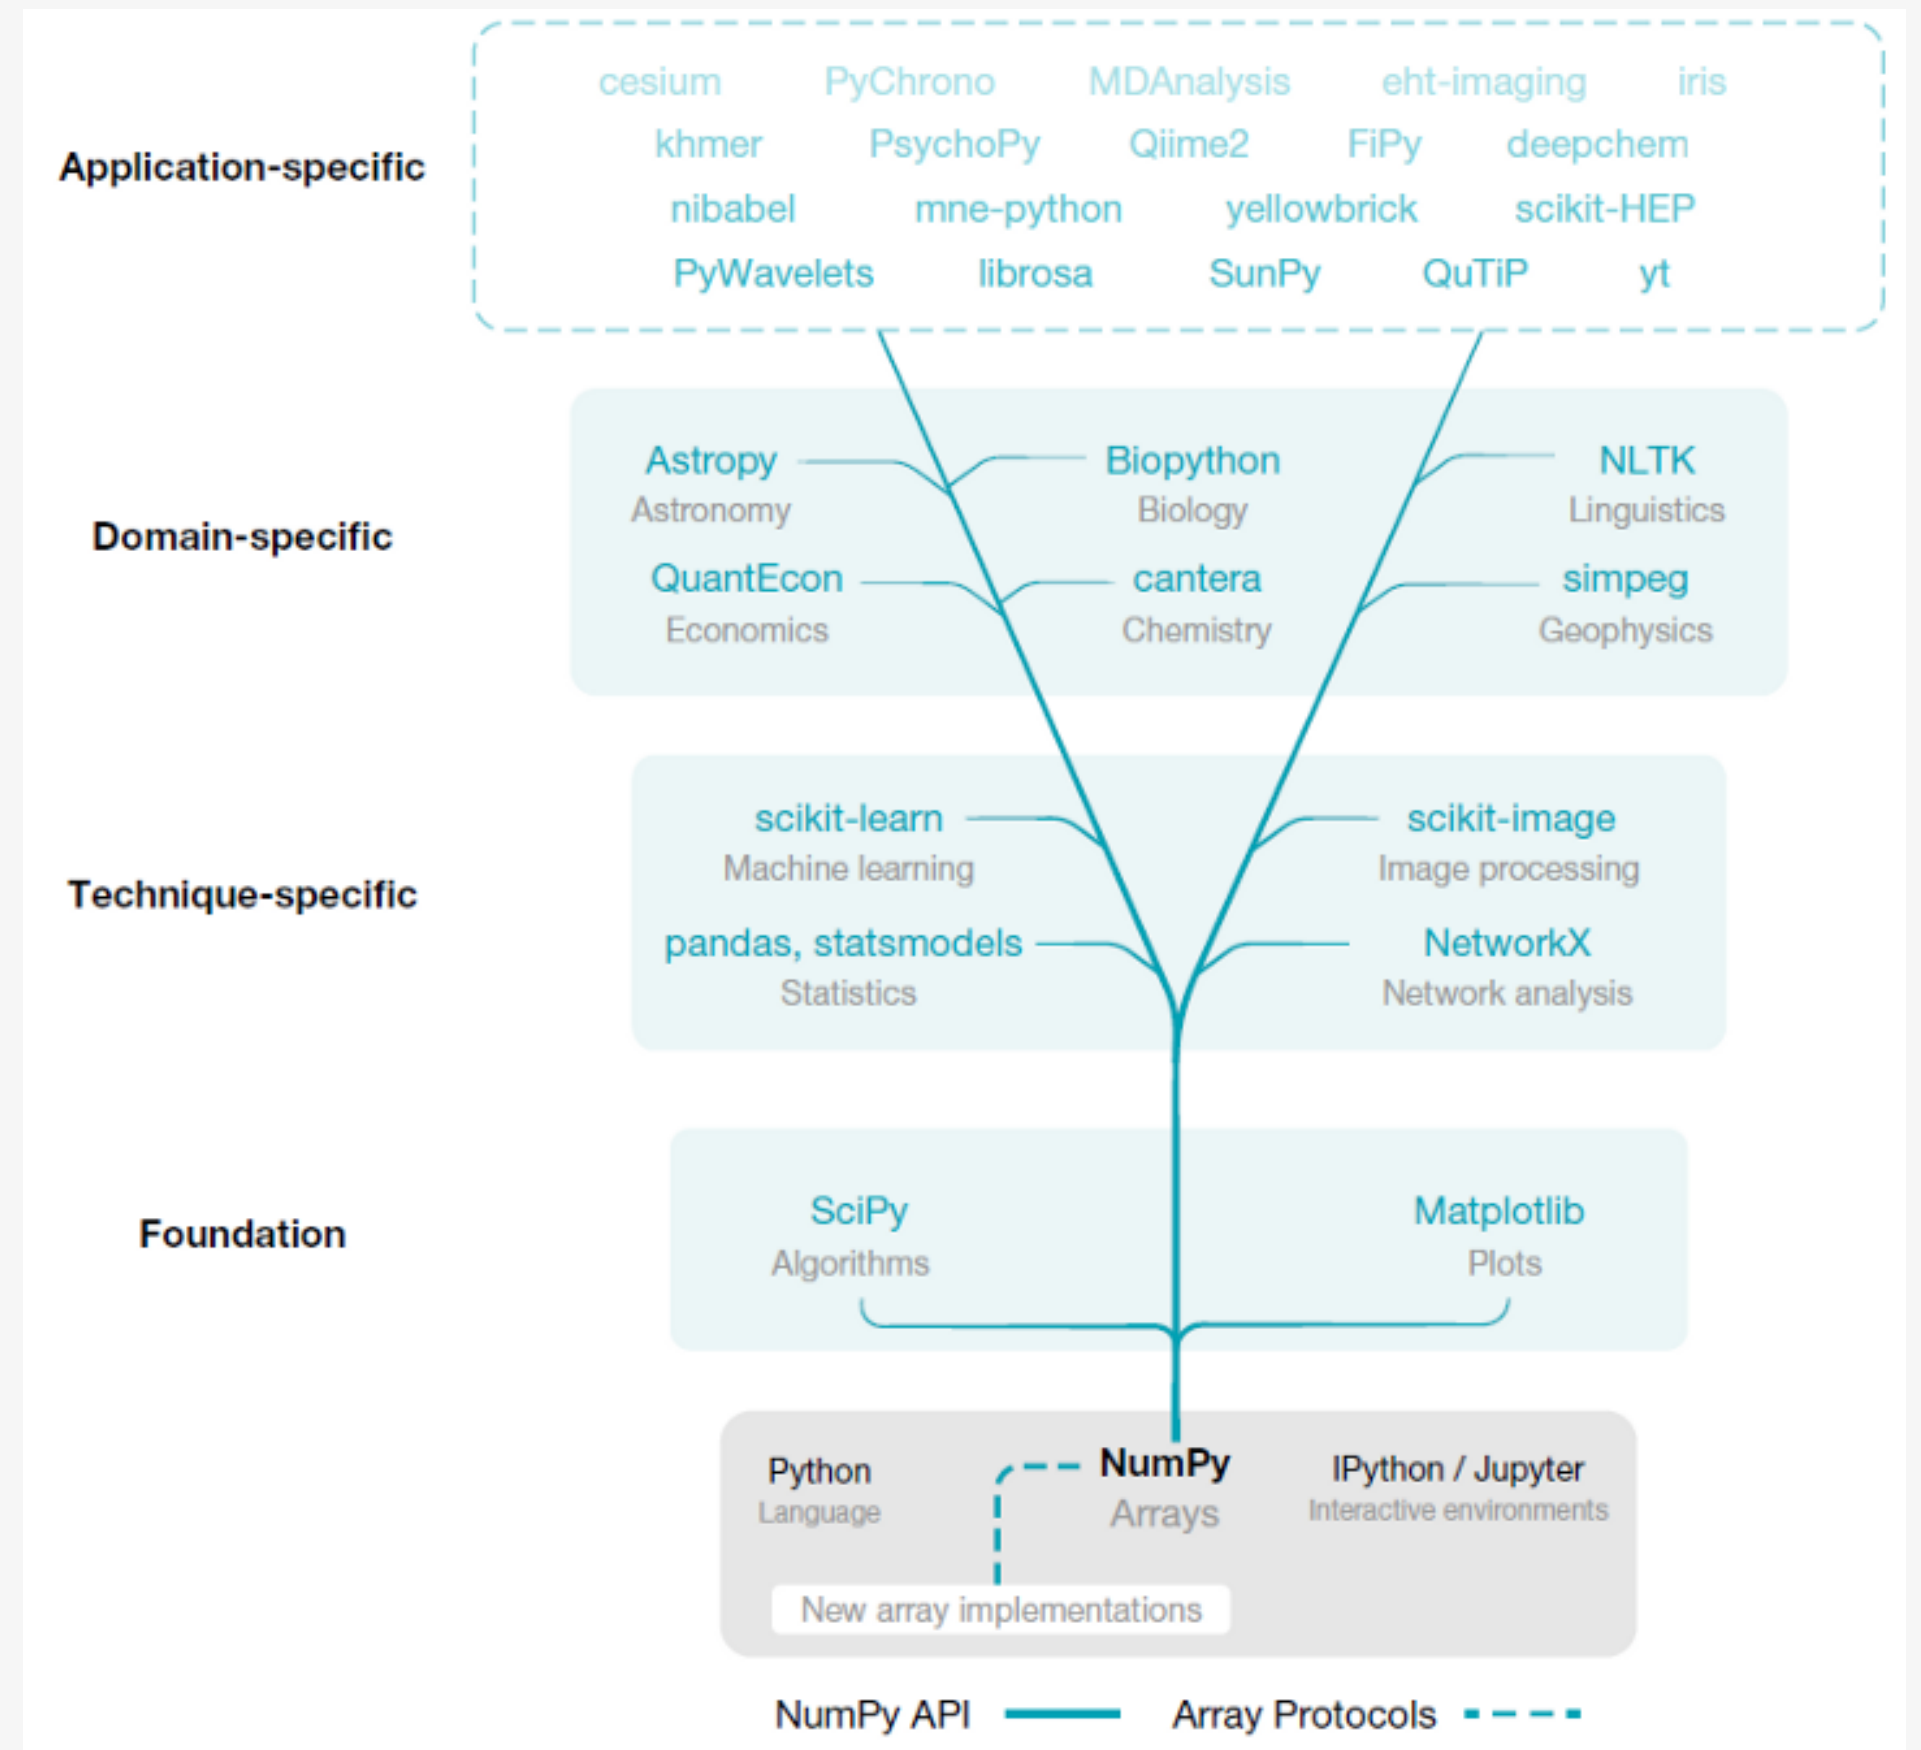 cesium PyChrono MDAnalysis eht-imaging iris
khmer PsychoPy Qiime2 FiPy deepchem
Application-specific
nibabel mne-python yellowbrick scikit-HEP
PyWavelets librosa SunPy QuTiP yt
Astropy Biopython NLTK
Astronomy Biology Linguistics
Domain-specific
QuantEcon cantera simpeg
Economics Chemistry Geophysics
scikit-learn scikit-image
Machine learning Image processing
Technique-specific
pandas, statsmodels NetworkX
Statistics Network analysis
SciPy Matplotlib
Foundation
Algorithms Plots
Python NumPy IPython / Jupyter
Language Arrays Interactive environments
New array implementations
NumPy API Array Protocols